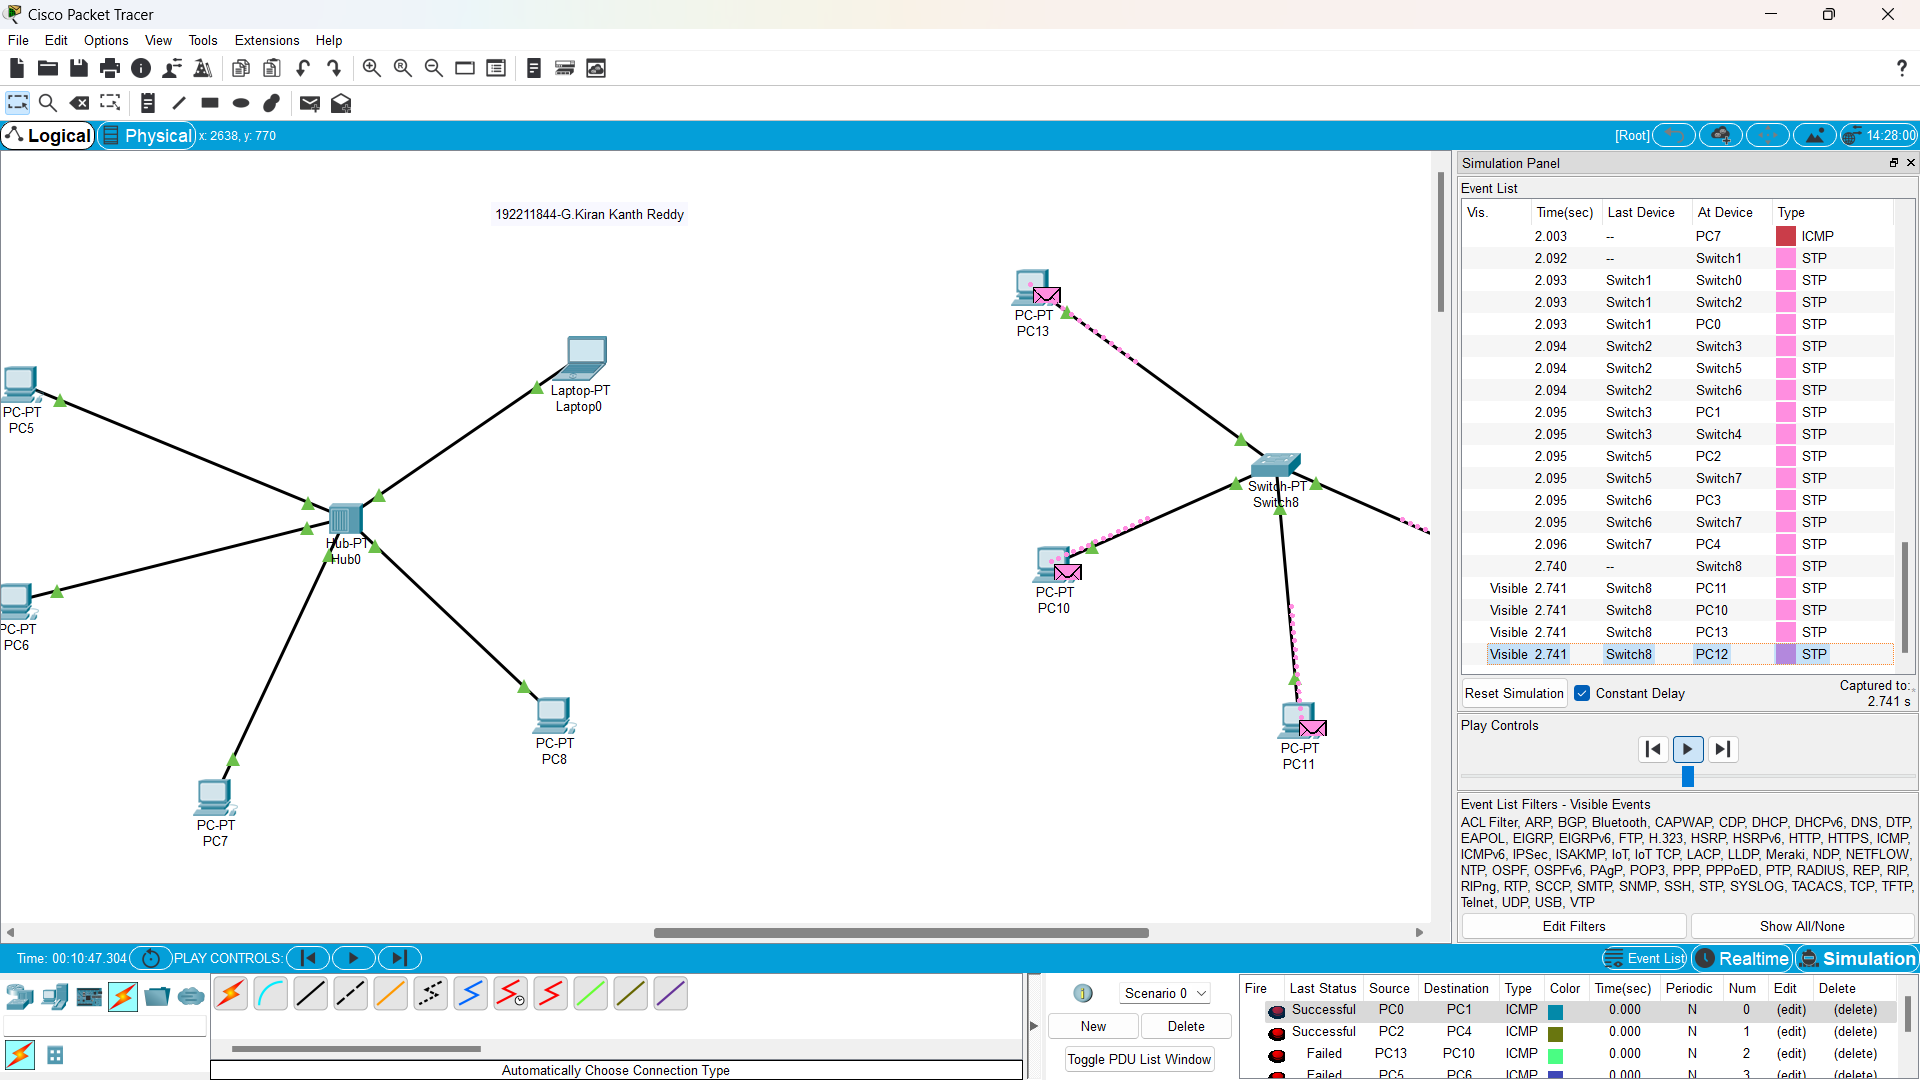 Cisco Packet Tracer
File Edit Options View Tools Extensions Help
Logical Physical x: 2638, y: 770 [Root] 14:28:00
192211844-G.Kiran Kanth Reddy
PC-PT
PC5
PC-PT
PC6
PC-PT
PC7
PC-PT
PC8
Laptop-PT
Laptop0
Hub-PT
Hub0
PC-PT
PC13
PC-PT
PC10
PC-PT
PC11
Switch-PT
Switch8
Simulation Panel
Event List
Vis. Time(sec) Last Device At Device Type
2.003 -- PC7 ICMP
2.092 -- Switch1 STP
2.093 Switch1 Switch0 STP
2.093 Switch1 Switch2 STP
2.093 Switch1 PC0 STP
2.094 Switch2 Switch3 STP
2.094 Switch2 Switch5 STP
2.094 Switch2 Switch6 STP
2.095 Switch3 PC1 STP
2.095 Switch3 Switch4 STP
2.095 Switch5 PC2 STP
2.095 Switch5 Switch7 STP
2.095 Switch6 PC3 STP
2.095 Switch6 Switch7 STP
2.096 Switch7 PC4 STP
2.740 -- Switch8 STP
Visible 2.741 Switch8 PC11 STP
Visible 2.741 Switch8 PC10 STP
Visible 2.741 Switch8 PC13 STP
Visible 2.741 Switch8 PC12 STP
Reset Simulation Constant Delay Captured to:
2.741 s
Play Controls
Event List Filters - Visible Events
ACL Filter, ARP, BGP, Bluetooth, CAPWAP, CDP, DHCP, DHCPv6, DNS, DTP,
EAPOL, EIGRP, EIGRPv6, FTP, H.323, HSRP, HSRPv6, HTTP, HTTPS, ICMP,
ICMPv6, IPSec, ISAKMP, IoT, IoT TCP, LACP, LLDP, Meraki, NDP, NETFLOW,
NTP, OSPF, OSPFv6, PAgP, POP3, PPP, PPPoED, PTP, RADIUS, REP, RIP,
RIPng, RTP, SCCP, SMTP, SNMP, SSH, STP, SYSLOG, TACACS, TCP, TFTP,
Telnet, UDP, USB, VTP
Edit Filters Show All/None
Time: 00:10:47.304 PLAY CONTROLS: Event List Realtime Simulation
Automatically Choose Connection Type
Scenario 0
New Delete
Toggle PDU List Window
Fire Last Status Source Destination Type Color Time(sec) Periodic Num Edit Delete
Successful PC0 PC1 ICMP 0.000 N 0 (edit) (delete)
Successful PC2 PC4 ICMP 0.000 N 1 (edit) (delete)
Failed PC13 PC10 ICMP 0.000 N 2 (edit) (delete)
Failed PC5 PC6 ICMP 0.000 N 3 (edit) (delete)